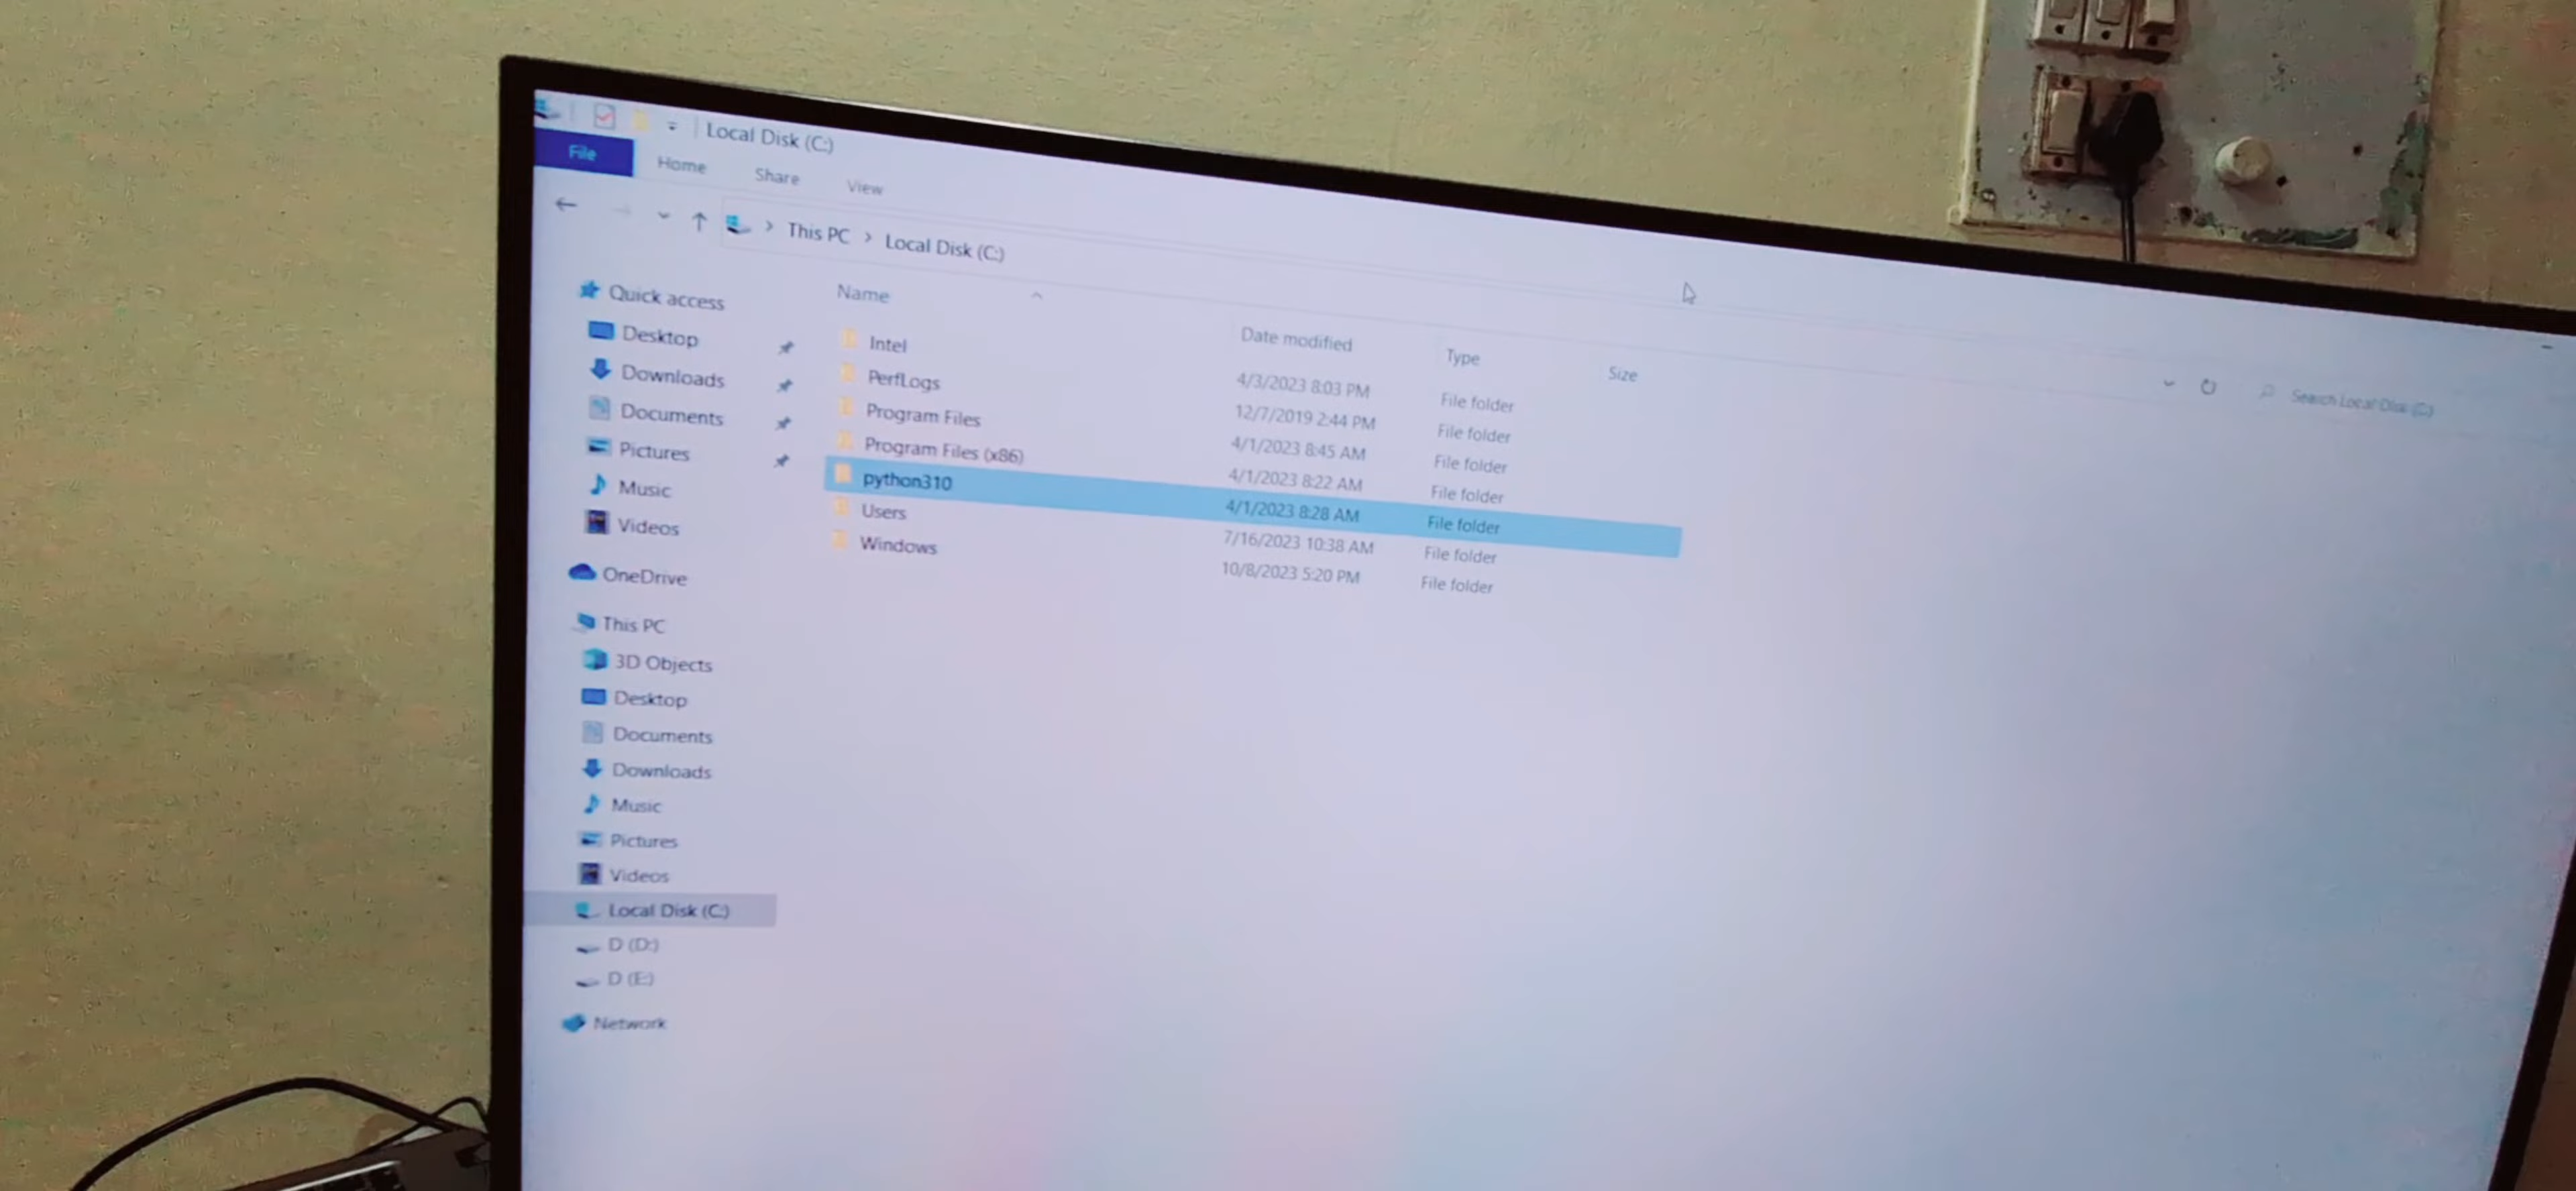 Local Disk (C:)
File Home Share View
This PC > Local Disk (C:)
Search Local Disk (C:)
Name Date modified Type Size
Intel 4/3/2023 8:03 PM File folder
PerfLogs 12/7/2019 2:44 PM File folder
Program Files 4/1/2023 8:45 AM File folder
Program Files (x86) 4/1/2023 8:22 AM File folder
python310 4/1/2023 8:28 AM File folder
Users 7/16/2023 10:38 AM File folder
Windows 10/8/2023 5:20 PM File folder
Quick access
Desktop
Downloads
Documents
Pictures
Music
Videos
OneDrive
This PC
3D Objects
Desktop
Documents
Downloads
Music
Pictures
Videos
Local Disk (C:)
D (D:)
D (E:)
Network